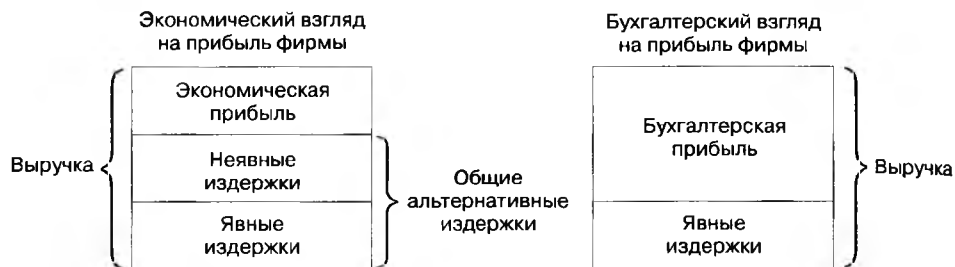 Экономический взгляд
на прибыль фирмы
Экономическая
прибыль
Неявные
издержки
Явные
издержки
Выручка
Общие
альтернативные
издержки
Бухгалтерский взгляд
на прибыль фирмы
Бухгалтерская
прибыль
Явные
издержки
Выручка